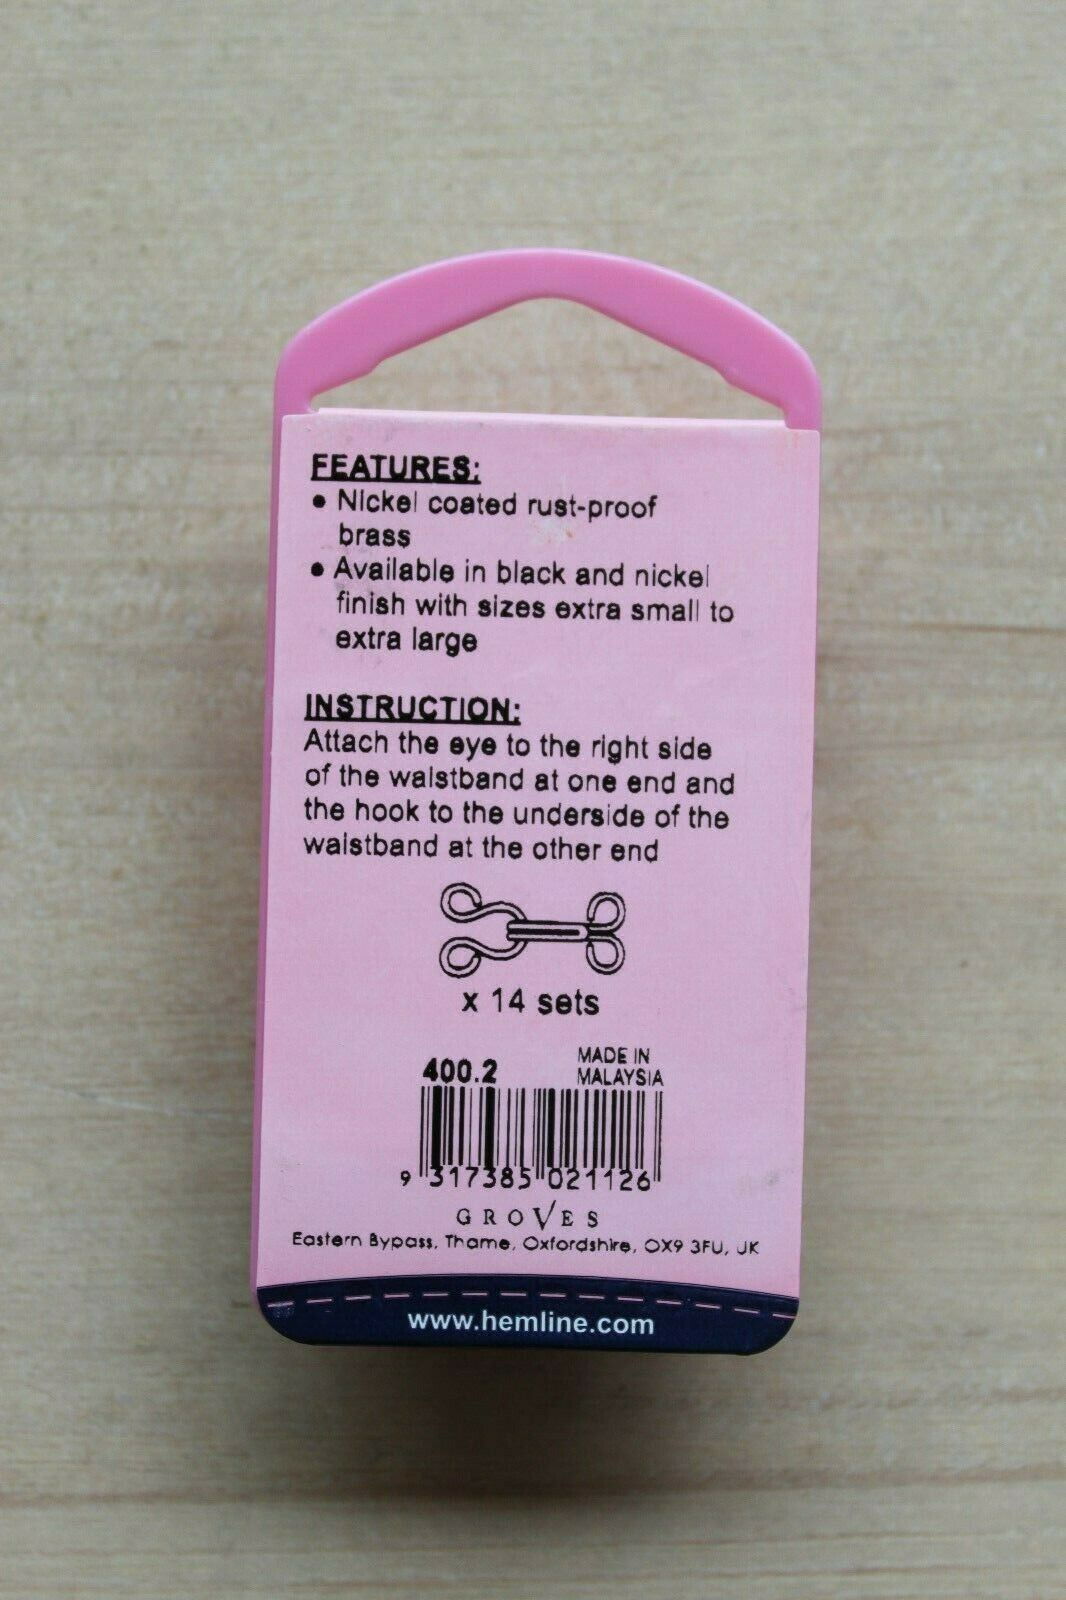 FEATURES:
• Nickel coated rust-proof
brass
• Available in black and nickel
finish with sizes extra small to
extra large
INSTRUCTION:
Attach the eye to the right side
of the waistband at one end and
the hook to the underside of the
waistband at the other end
x 14 sets
400.2
MADE IN
MALAYSIA
9 317385 021126
GROVES
Eastern Bypass, Thame, Oxfordshire, OX9 3FU, UK
www.hemline.com